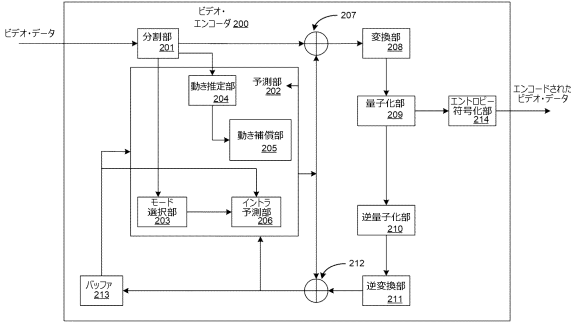 ビデオ・
エンコーダ 200
207
ビデオ・データ
分割部
201
変換部
208
動き推定部
204
予測部
202
エンコードされた
ビデオ・データ
量子化部
209
エントロピー
符号化部
214
動き補償部
205
モード
選択部
203
イントラ
予測部
206
逆量子化部
210
212
バッファ
213
逆変換部
211